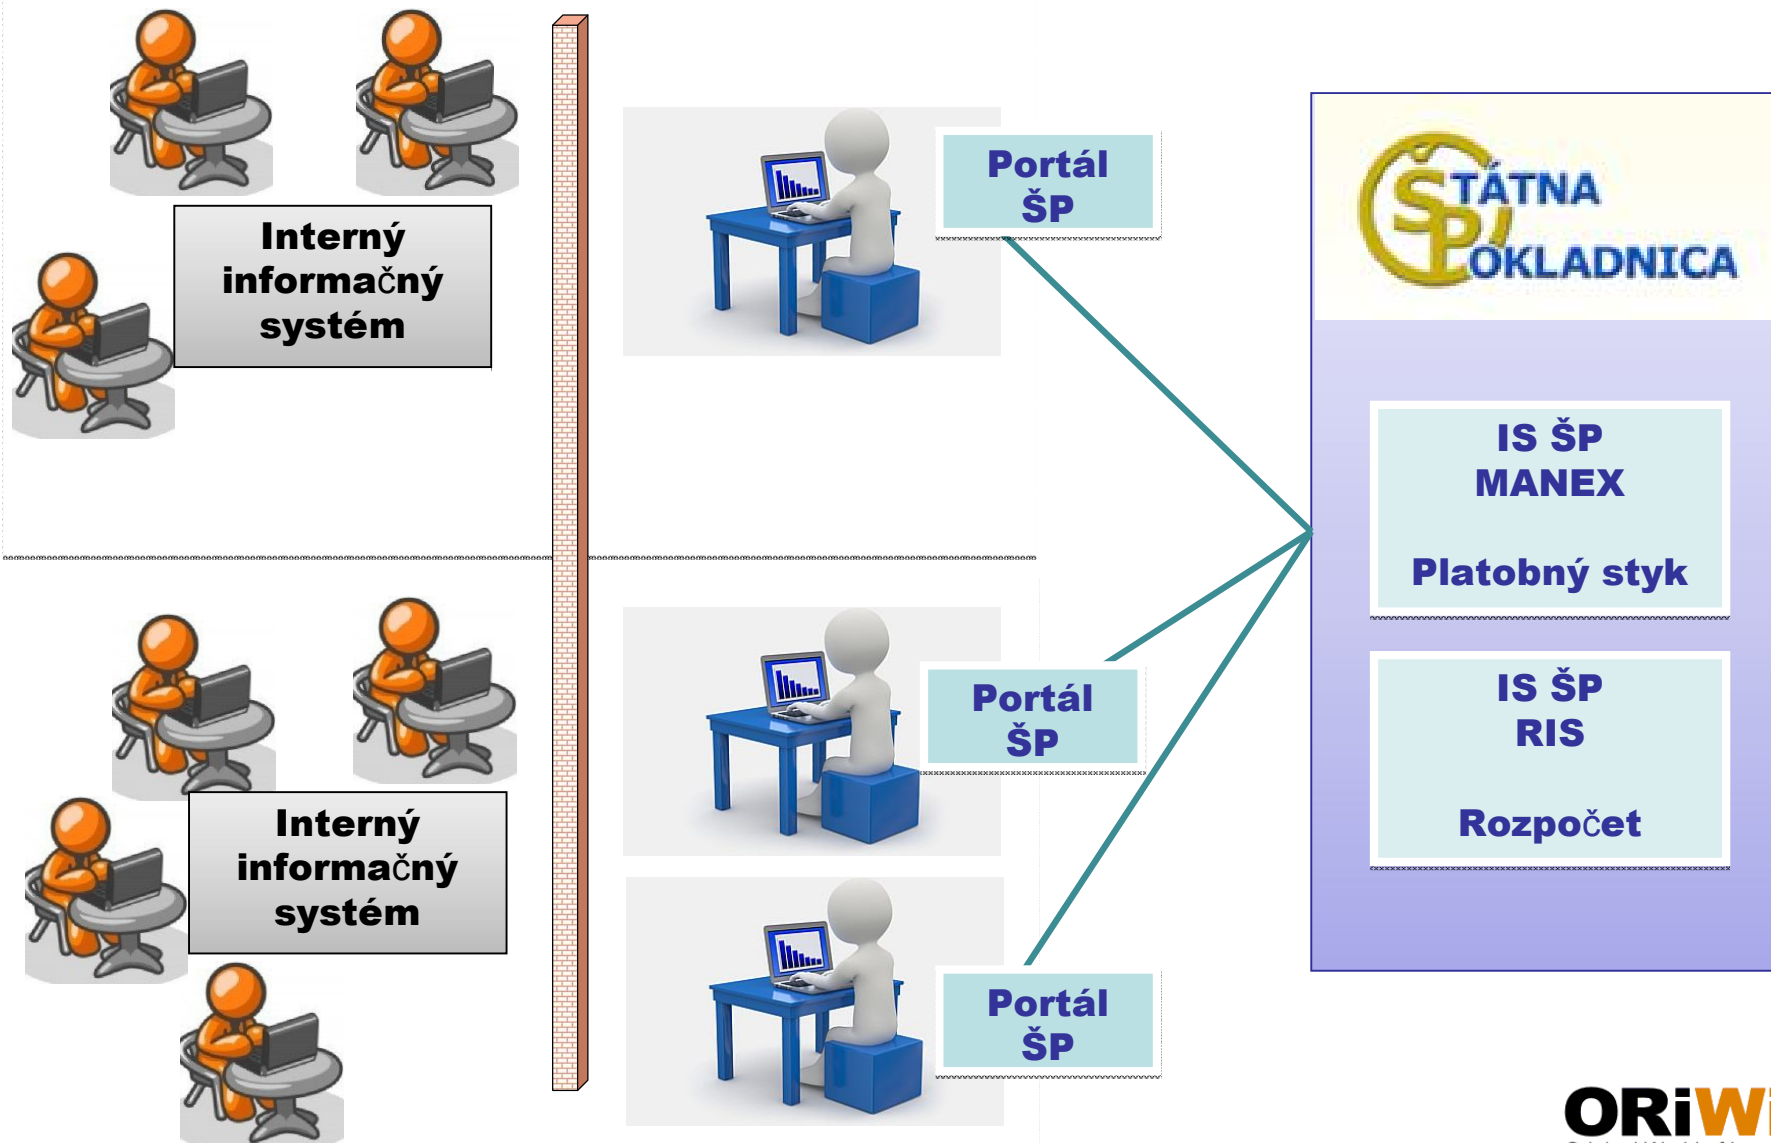 Interný
informačný
systém
Portál
ŠP
ŠTÁTNA
POKLADNICA
IS ŠP
MANEX
Platobný styk
IS ŠP
RIS
Rozpočet
Interný
informačný
systém
Portál
ŠP
Portál
ŠP
ORiWi